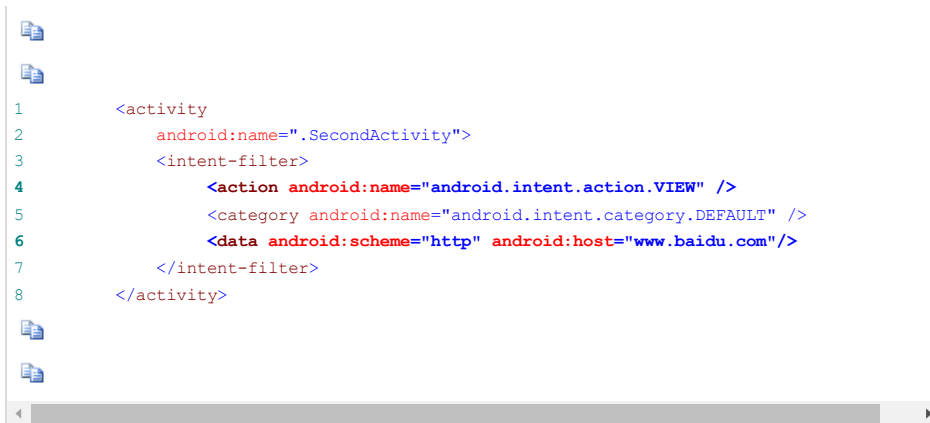 1 <activity
2 android:name=".SecondActivity">
3 <intent-filter>
4 <action android:name="android.intent.action.VIEW" />
5 <category android:name="android.intent.category.DEFAULT" />
6 <data android:scheme="http" android:host="www.baidu.com"/>
7 </intent-filter>
8 </activity>